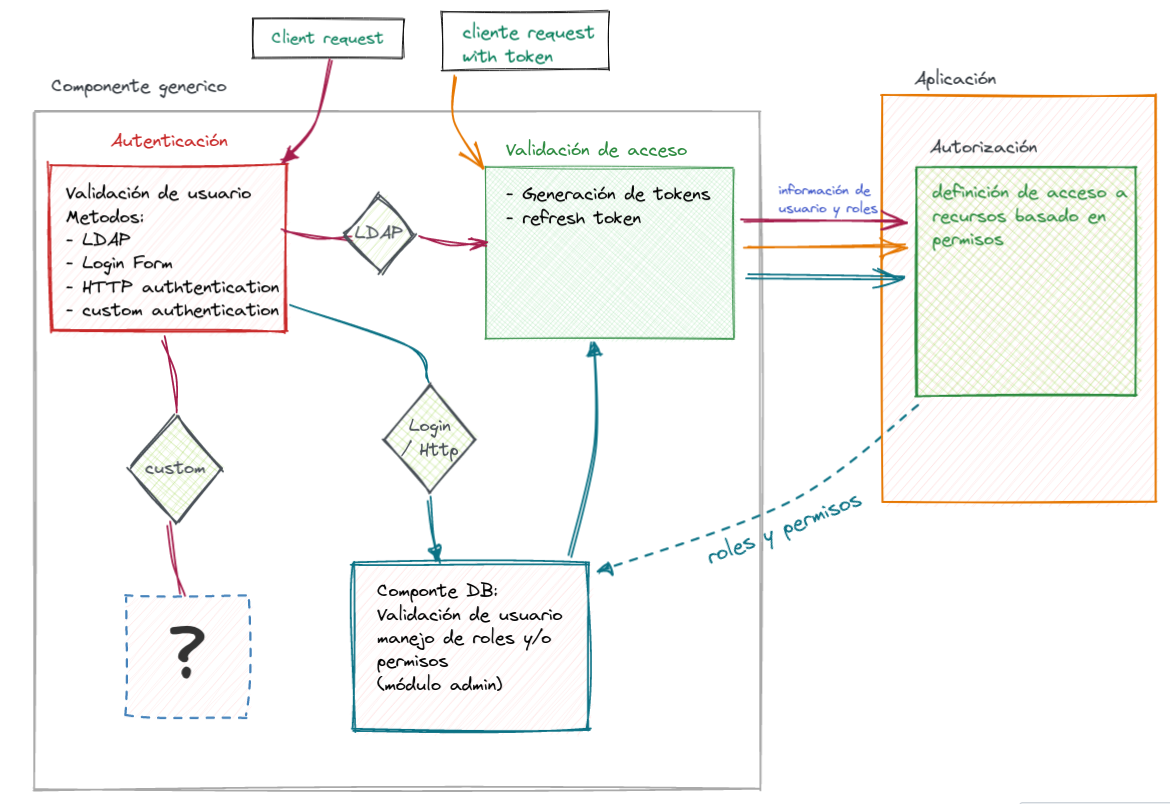 Client request
cliente request
with token
Componente generico
Aplicación
Autenticación
Validación de acceso
Autorización
Validación de usuario
Metodos:
- LDAP
- Login Form
- HTTP authtentication
- custom authentication
LDAP
- Generación de tokens
- refresh token
información de
usuario y roles
definición de acceso a
recursos basado en
permisos
custom
Login
/ Http
roles y permisos
?
Componte DB:
Validación de usuario
manejo de roles y/o
permisos
(módulo admin)